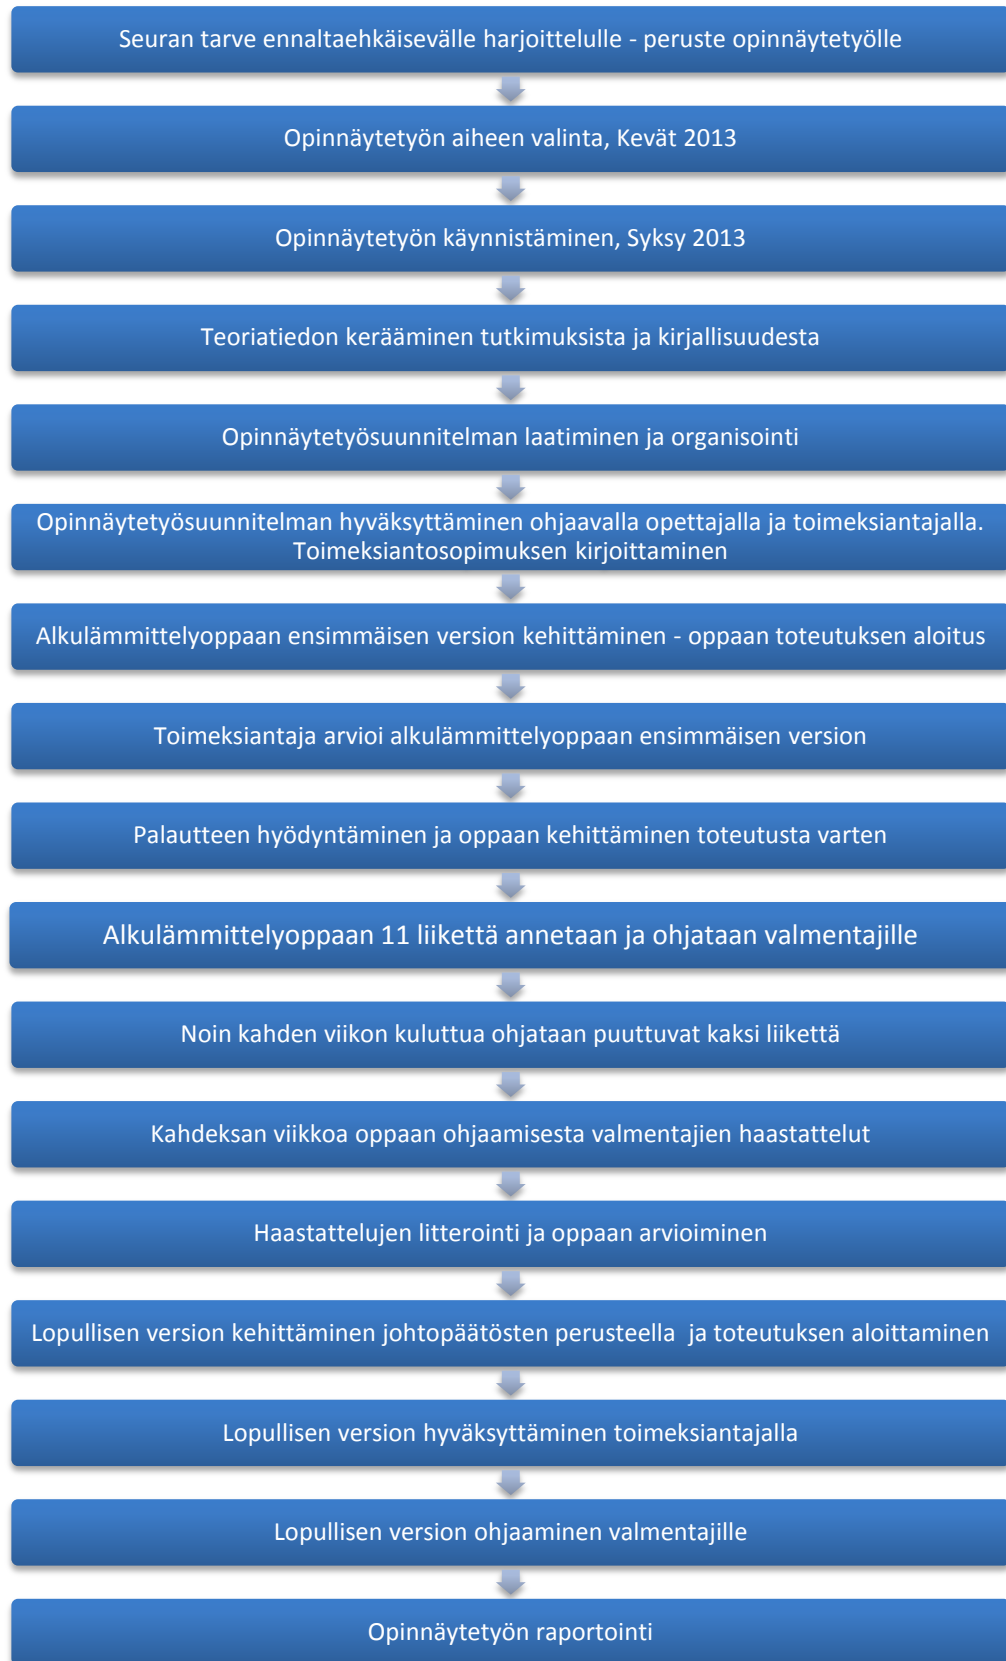 Seuran tarve ennaltaehkäisevälle harjoittelulle - peruste opinnäytetyölle
Opinnäytetyön aiheen valinta, Kevät 2013
Opinnäytetyön käynnistäminen, Syksy 2013
Teoriatiedon kerääminen tutkimuksista ja kirjallisuudesta
Opinnäytetyösuunnitelman laatiminen ja organisointi
Opinnäytetyösuunnitelman hyväksyttäminen ohjaavalla opettajalla ja toimeksiantajalla.
Toimeksiantosopimuksen kirjoittaminen
Alkulämmittelyoppaan ensimmäisen version kehittäminen - oppaan toteutuksen aloitus
Toimeksiantaja arvioi alkulämmittelyoppaan ensimmäisen version
Palautteen hyödyntäminen ja oppaan kehittäminen toteutusta varten
Alkulämmittelyoppaan 11 liikettä annetaan ja ohjataan valmentajille
Noin kahden viikon kuluttua ohjataan puuttuvat kaksi liikettä
Kahdeksan viikkoa oppaan ohjaamisesta valmentajien haastattelut
Haastattelujen litterointi ja oppaan arvioiminen
Lopullisen version kehittäminen johtopäätösten perusteella  ja toteutuksen aloittaminen
Lopullisen version hyväksyttäminen toimeksiantajalla
Lopullisen version ohjaaminen valmentajille
Opinnäytetyön raportointi